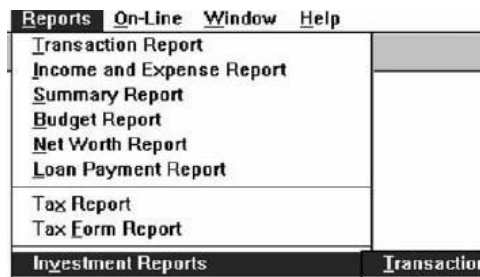 Reports On-Line Window Help
Transaction Report
Income and Expense Report
Summary Report
Budget Report
Net Worth Report
Loan Payment Report
Tax Report
Tax Form Report
Investment Reports Transaction